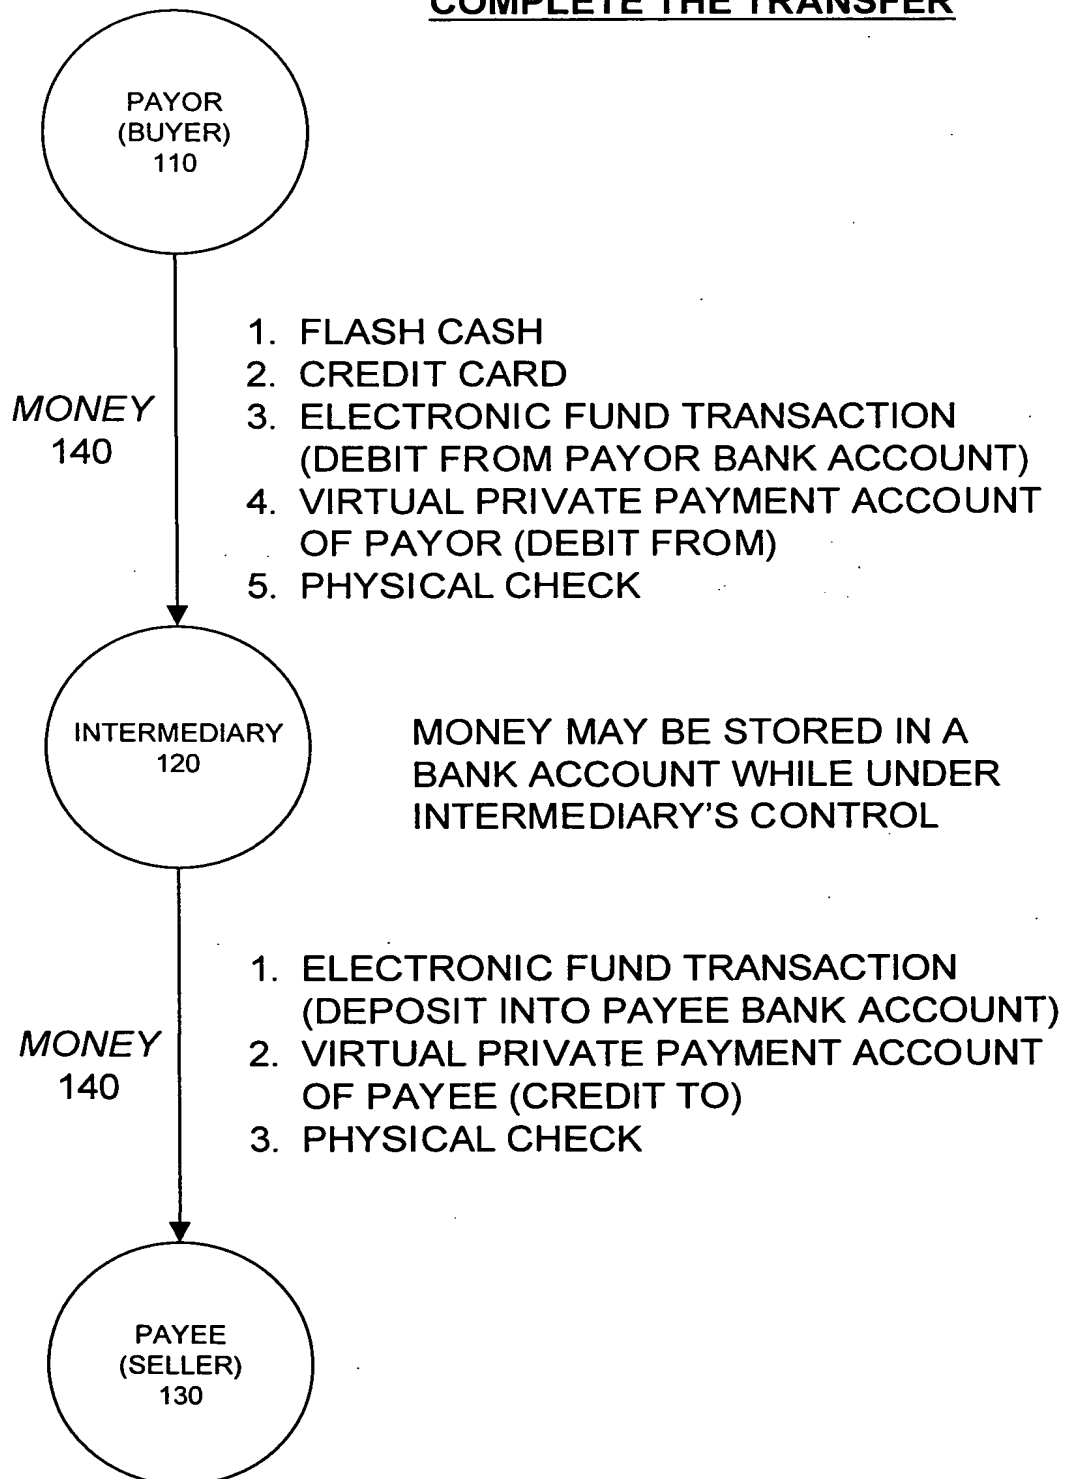 COMPLETE THE TRANSFER
PAYOR
(BUYER)
110
MONEY
140
1. FLASH CASH
2. CREDIT CARD
3. ELECTRONIC FUND TRANSACTION
(DEBIT FROM PAYOR BANK ACCOUNT)
4. VIRTUAL PRIVATE PAYMENT ACCOUNT
OF PAYOR (DEBIT FROM)
5. PHYSICAL CHECK
INTERMEDIARY
120
MONEY MAY BE STORED IN A
BANK ACCOUNT WHILE UNDER
INTERMEDIARY'S CONTROL
MONEY
140
1. ELECTRONIC FUND TRANSACTION
(DEPOSIT INTO PAYEE BANK ACCOUNT)
2. VIRTUAL PRIVATE PAYMENT ACCOUNT
OF PAYEE (CREDIT TO)
3. PHYSICAL CHECK
PAYEE
(SELLER)
130